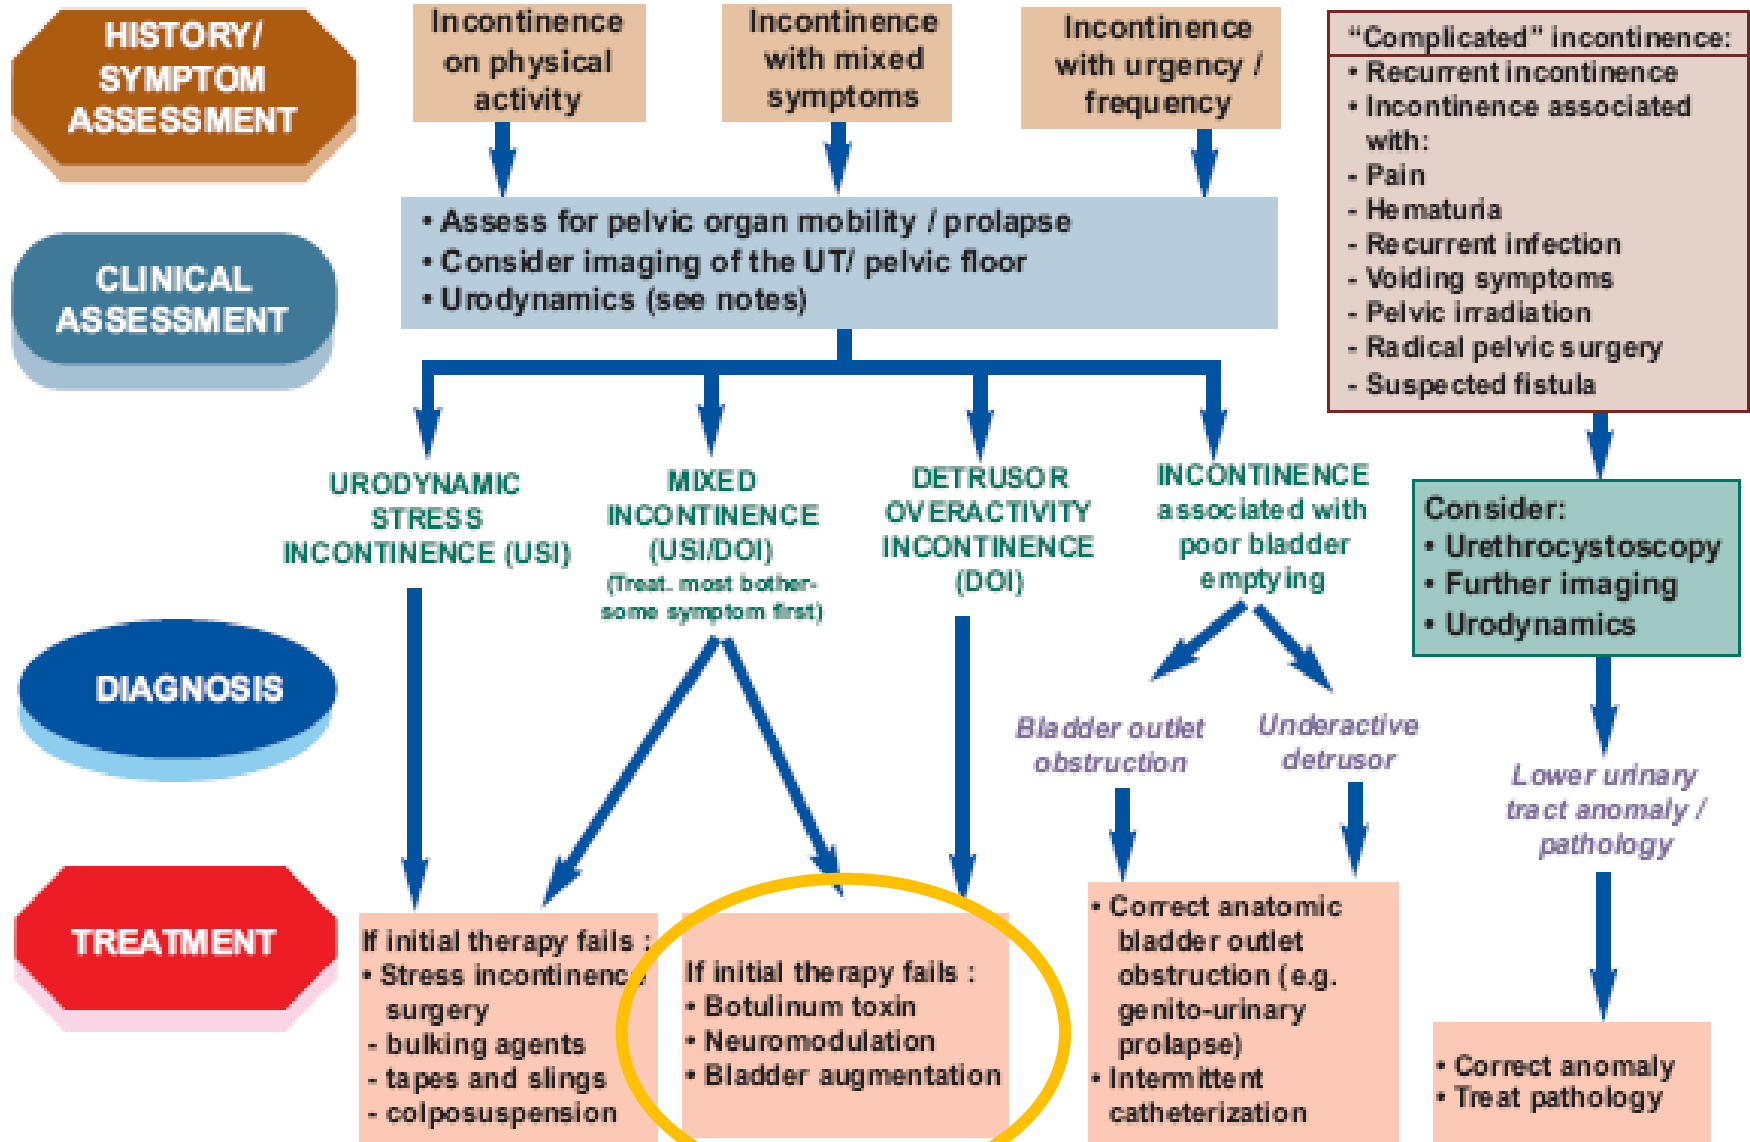 HISTORY/
SYMPTOM
ASSESSMENT
Incontinence
on physical
activity
Incontinence
with mixed
symptoms
Incontinence
with urgency /
frequency
“Complicated” incontinence:
• Recurrent incontinence
• Incontinence associated
with:
- Pain
- Hematuria
- Recurrent infection
- Voiding symptoms
- Pelvic irradiation
- Radical pelvic surgery
- Suspected fistula
CLINICAL
ASSESSMENT
• Assess for pelvic organ mobility / prolapse
• Consider imaging of the UT/ pelvic floor
• Urodynamics (see notes)
URODYNAMIC
STRESS
INCONTINENCE (USI)
MIXED
INCONTINENCE
(USI/DOI)
(Treat. most bother-
some symptom first)
DETRUSOR
OVERACTIVITY
INCONTINENCE
(DOI)
INCONTINENCE
associated with
poor bladder
emptying
Consider:
• Urethrocystoscopy
• Further imaging
• Urodynamics
DIAGNOSIS
Bladder outlet
obstruction
Underactive
detrusor
Lower urinary
tract anomaly /
pathology
TREATMENT
If initial therapy fails :
• Stress incontinence
surgery
- bulking agents
- tapes and slings
- colposuspension
If initial therapy fails :
• Botulinum toxin
• Neuromodulation
• Bladder augmentation
• Correct anatomic
bladder outlet
obstruction (e.g.
genito-urinary
prolapse)
• Intermittent
catheterization
• Correct anomaly
• Treat pathology